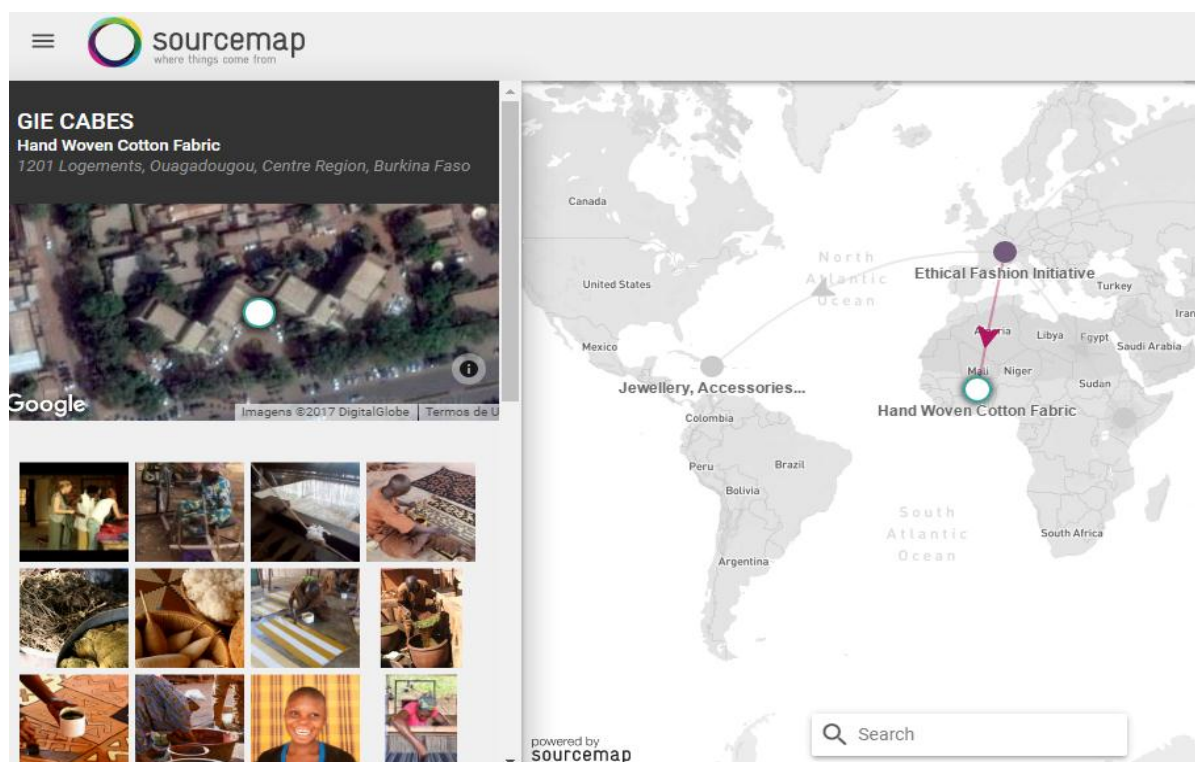 sourcemap
where things come from
GIE CABES
Hand Woven Cotton Fabric
1201 Logements, Ouagadougou, Centre Region, Burkina Faso
Google
Imagens ©2017 DigitalGlobe
Termos de U
Canada
North
Atlantic
Ocean
United States
Ethical Fashion Initiative
Turkey
Iran
Mexico
Algeria
Libya
Egypt
Saudi Arabia
Jewellery, Accessories...
Mali
Niger
Sudan
Hand Woven Cotton Fabric
Colombia
Peru
Brazil
Bolivia
South
Atlantic
Ocean
South Africa
Argentina
Search
powered by
sourcemap